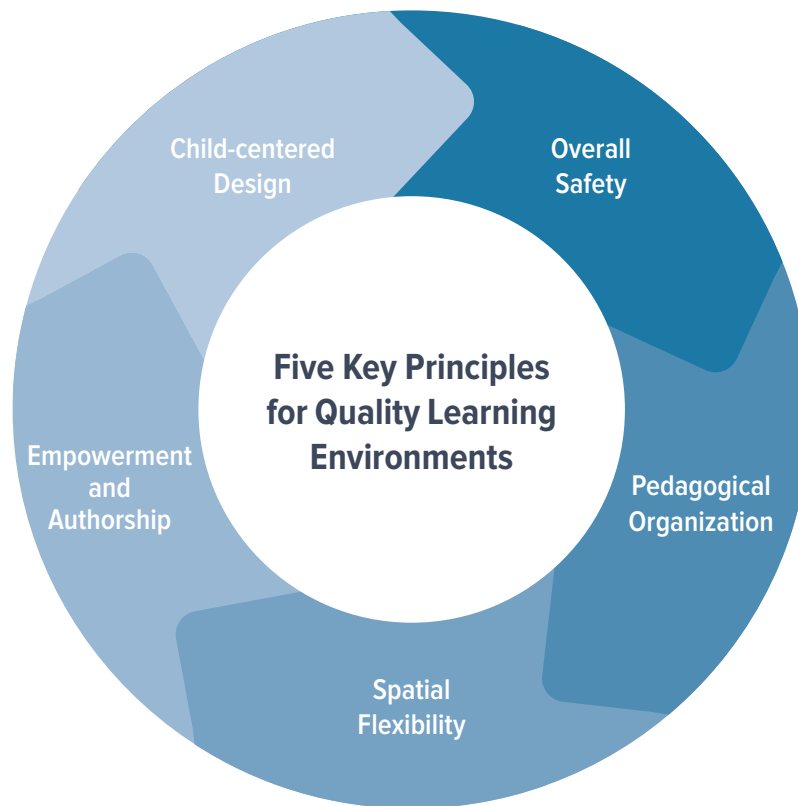 Five Key Principles
for Quality Learning
Environments
Overall
Safety
Pedagogical
Organization
Spatial
Flexibility
Empowerment
and
Authorship
Child-centered
Design